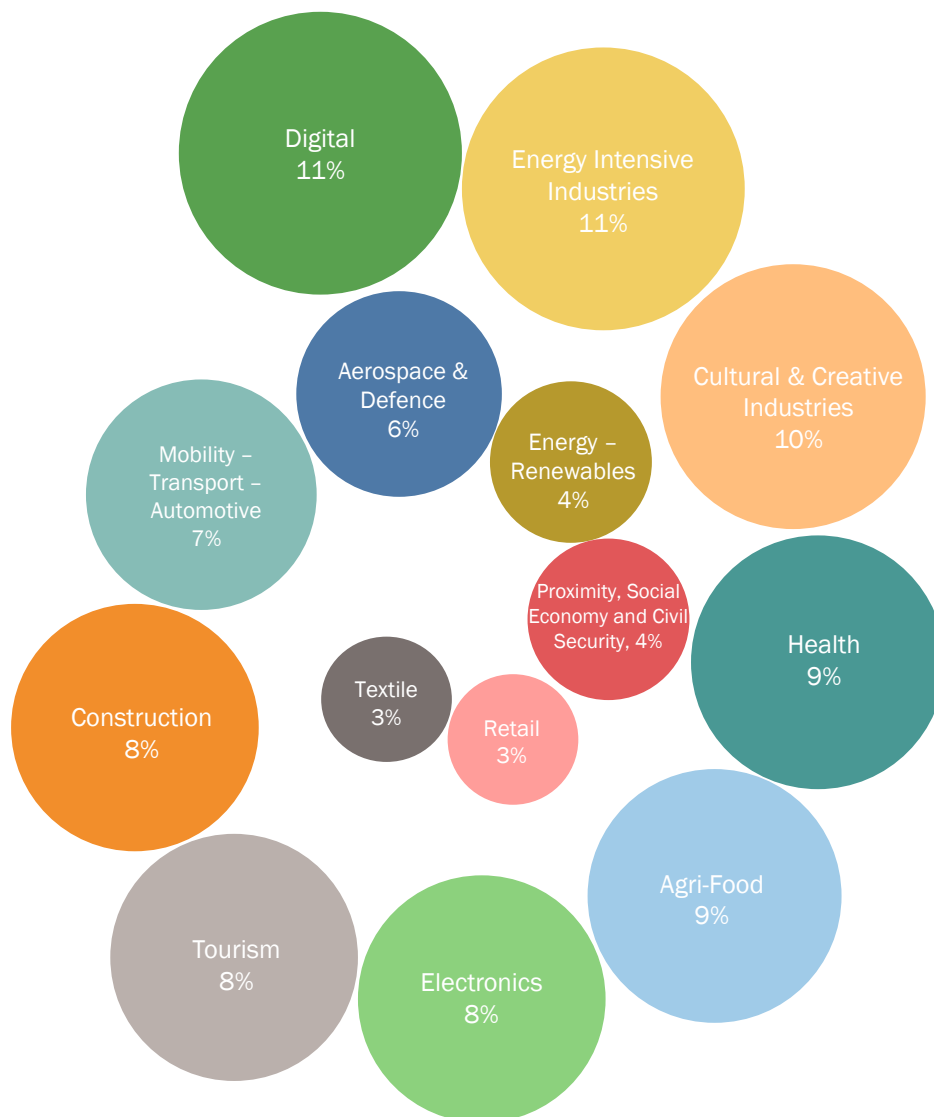 Digital
11%
Energy Intensive
Industries
11%
Aerospace &
Defence
6%
Cultural & Creative
Industries
10%
Energy –
Renewables
4%
Mobility –
Transport –
Automotive
7%
Proximity, Social
Economy and Civil
Security, 4%
Health
9%
Textile
3%
Retail
3%
Construction
8%
Agri-Food
9%
Tourism
8%
Electronics
8%